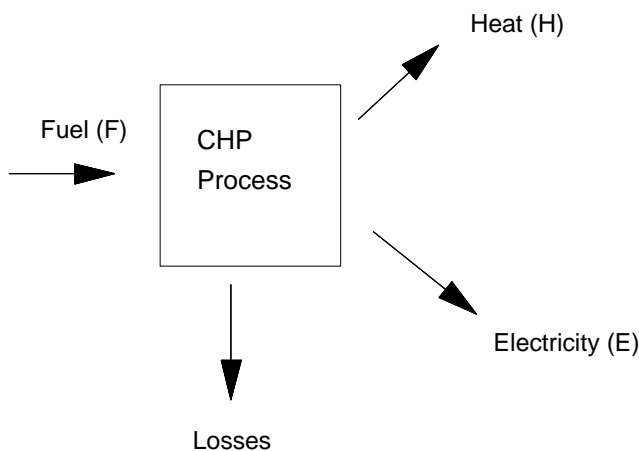 Heat (H)
Fuel (F)
CHP
Process
Electricity (E)
Losses